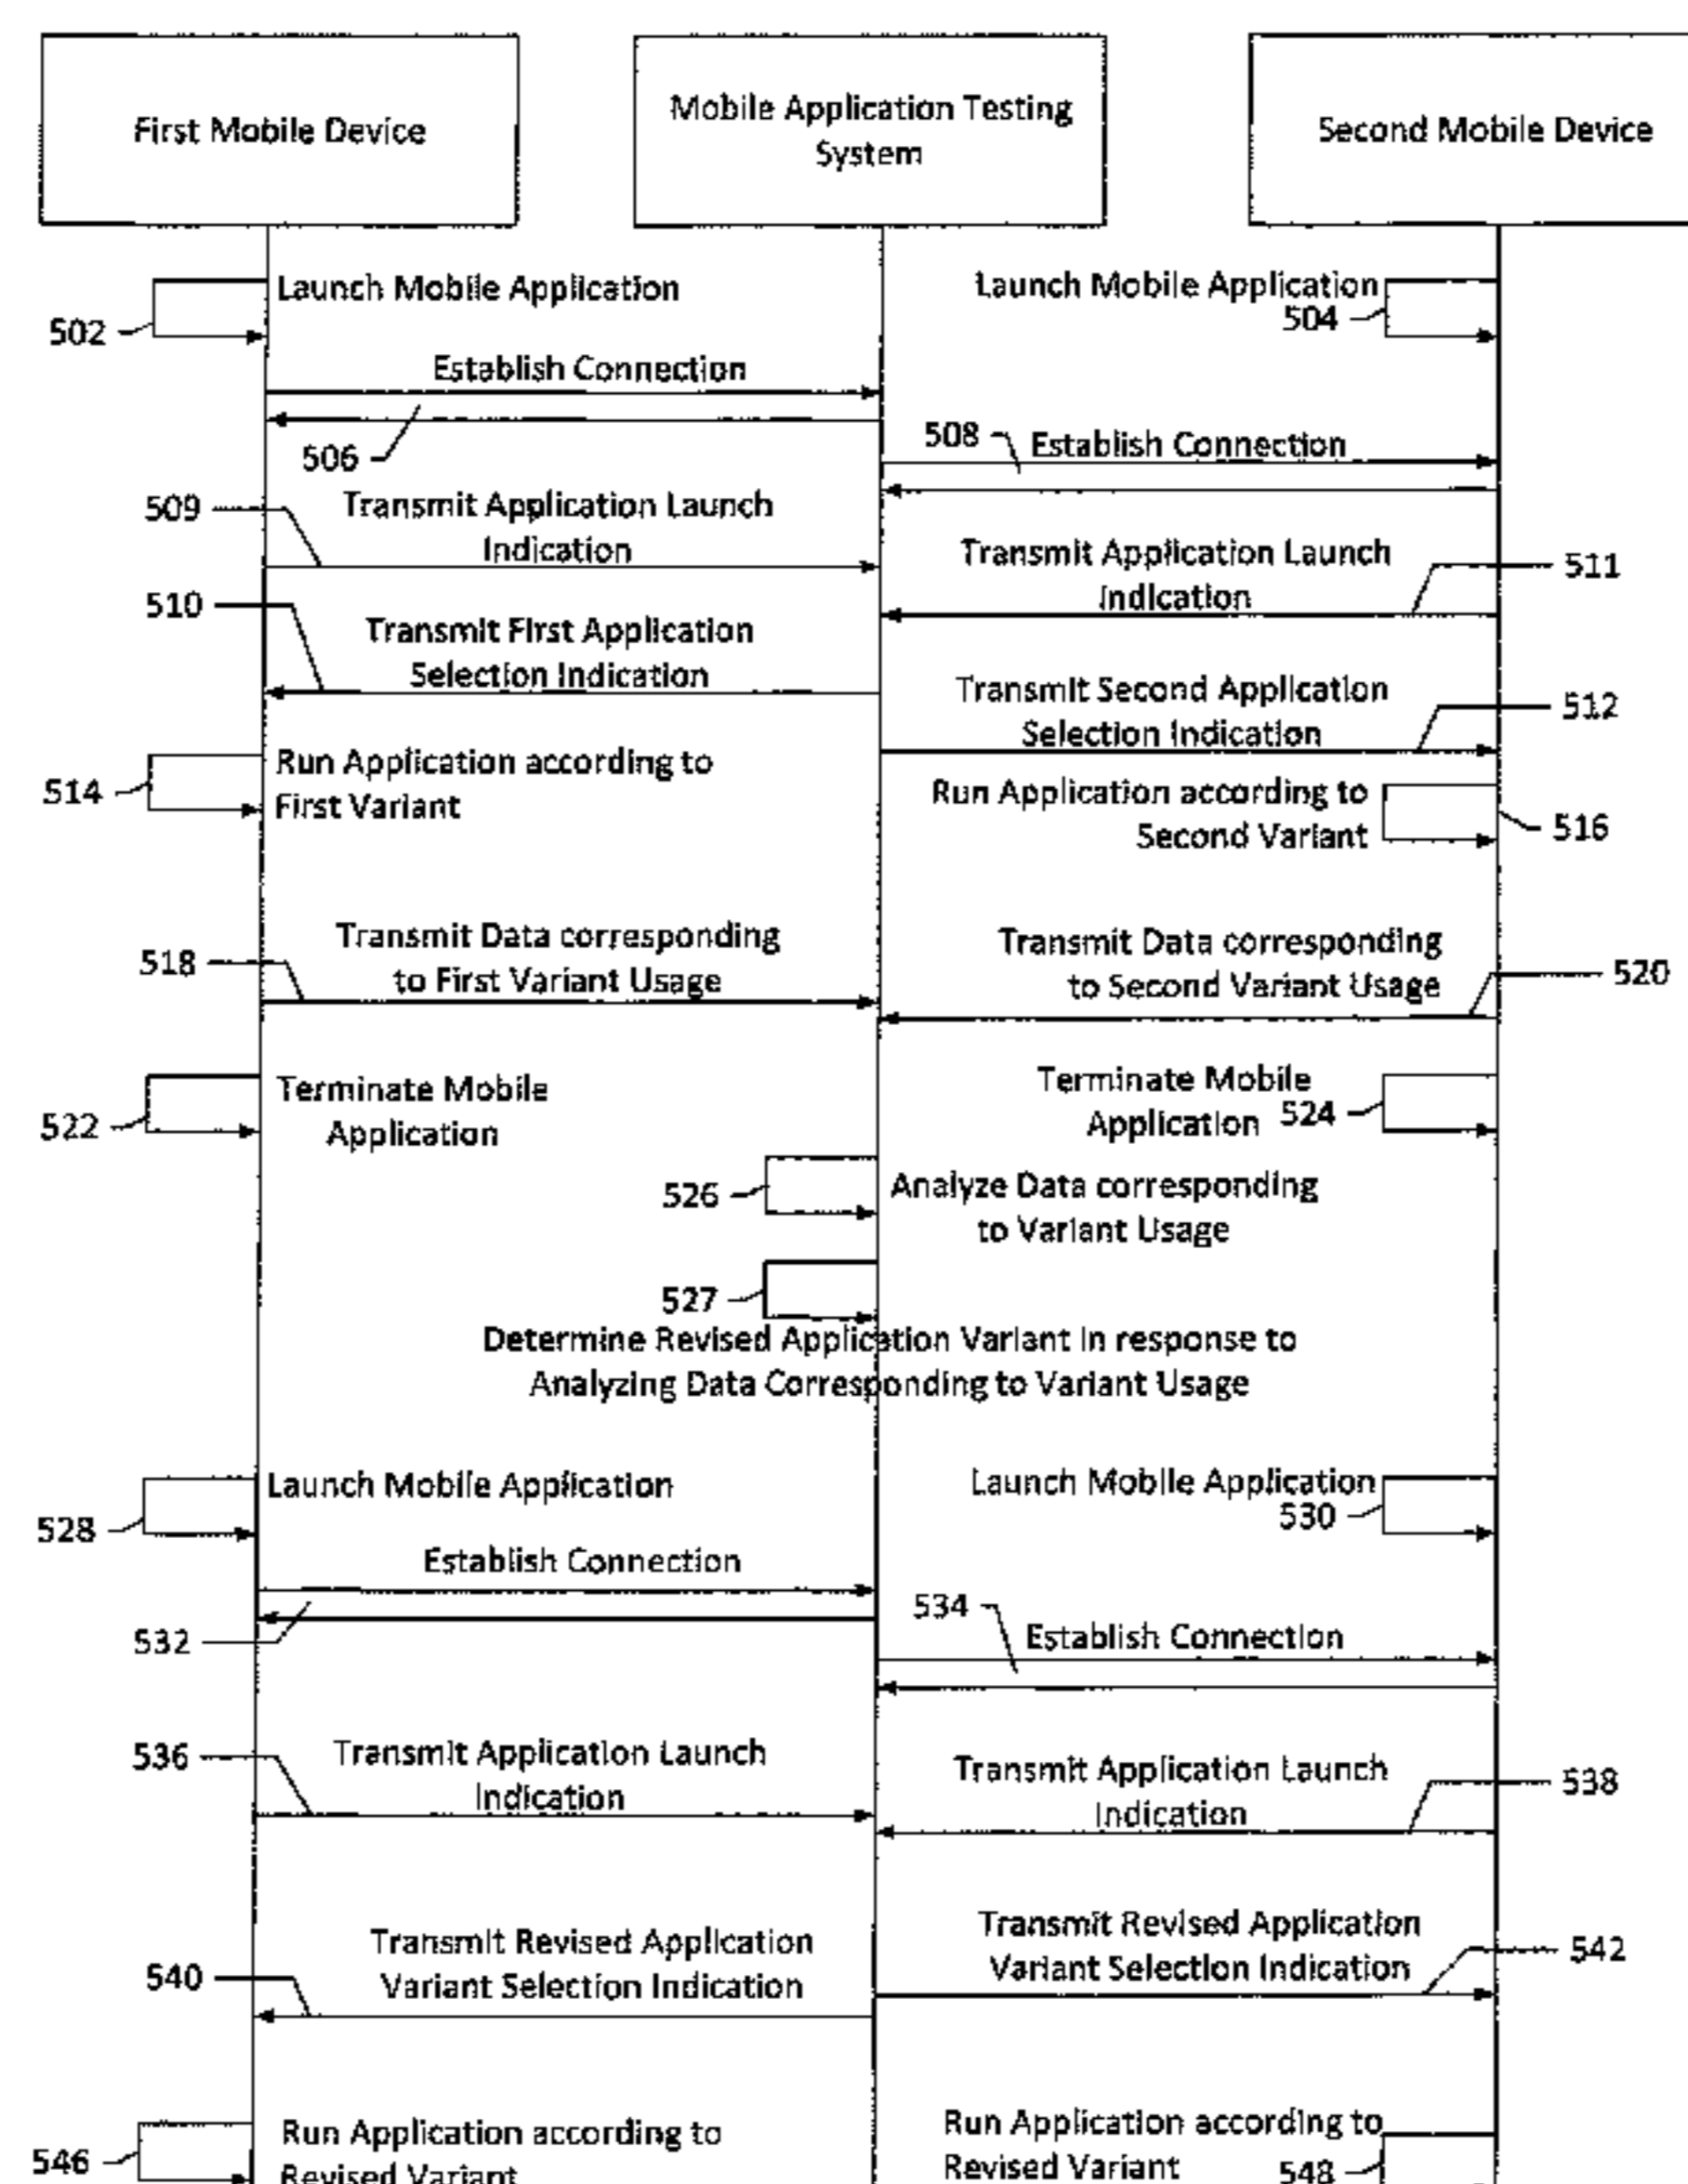 First Mobile Device
Mobile Application Testing
System
Second Mobile Device
Launch Mobile Application
502
Launch Mobile Application
504
Establish Connection
506
508
Establish Connection
509
Transmit Application Launch
Indication
Transmit Application Launch
Indication
511
510
Transmit First Application
Selection Indication
Transmit Second Application
Selection Indication
512
514
Run Application according to
First Variant
Run Application according to
Second Variant
516
518
Transmit Data corresponding
to First Variant Usage
Transmit Data corresponding
to Second Variant Usage
520
522
Terminate Mobile
Application
Terminate Mobile
Application
524
526
Analyze Data corresponding
to Variant Usage
527
Determine Revised Application Variant in response to
Analyzing Data Corresponding to Variant Usage
528
Launch Mobile Application
Launch Mobile Application
530
Establish Connection
532
534
Establish Connection
536
Transmit Application Launch
Indication
Transmit Application Launch
Indication
538
540
Transmit Revised Application
Variant Selection Indication
Transmit Revised Application
Variant Selection Indication
542
546
Run Application according to
Revised Variant
Run Application according to
Revised Variant
548